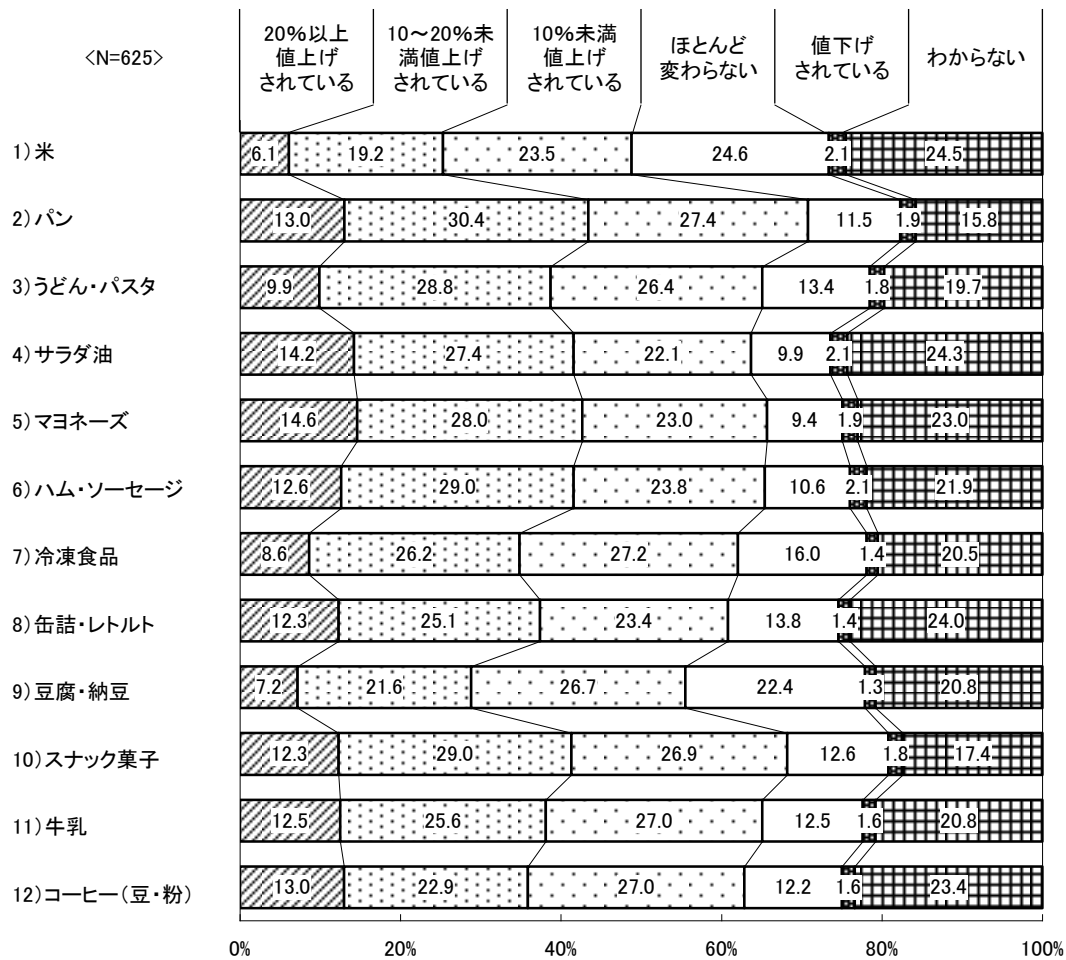 <N=625>
20%以上
値上げ
されている
10~20%未
満値上げ
されている
10%未満
値上げ
されている
ほとんど
変わらない
値下げ
されている
わからない
1)米 6.1 19.2 23.5 24.6 2.1 24.5
2)パン 13.0 30.4 27.4 11.5 1.9 15.8
3)うどん・パスタ 9.9 28.8 26.4 13.4 1.8 19.7
4)サラダ油 14.2 27.4 22.1 9.9 2.1 24.3
5)マヨネーズ 14.6 28.0 23.0 9.4 1.9 23.0
6)ハム・ソーセージ 12.6 29.0 23.8 10.6 2.1 21.9
7)冷凍食品 8.6 26.2 27.2 16.0 1.4 20.5
8)缶詰・レトルト 12.3 25.1 23.4 13.8 1.4 24.0
9)豆腐・納豆 7.2 21.6 26.7 22.4 1.3 20.8
10)スナック菓子 12.3 29.0 26.9 12.6 1.8 17.4
11)牛乳 12.5 25.6 27.0 12.5 1.6 20.8
12)コーヒー(豆・粉) 13.0 22.9 27.0 12.2 1.6 23.4
0% 20% 40% 60% 80% 100%